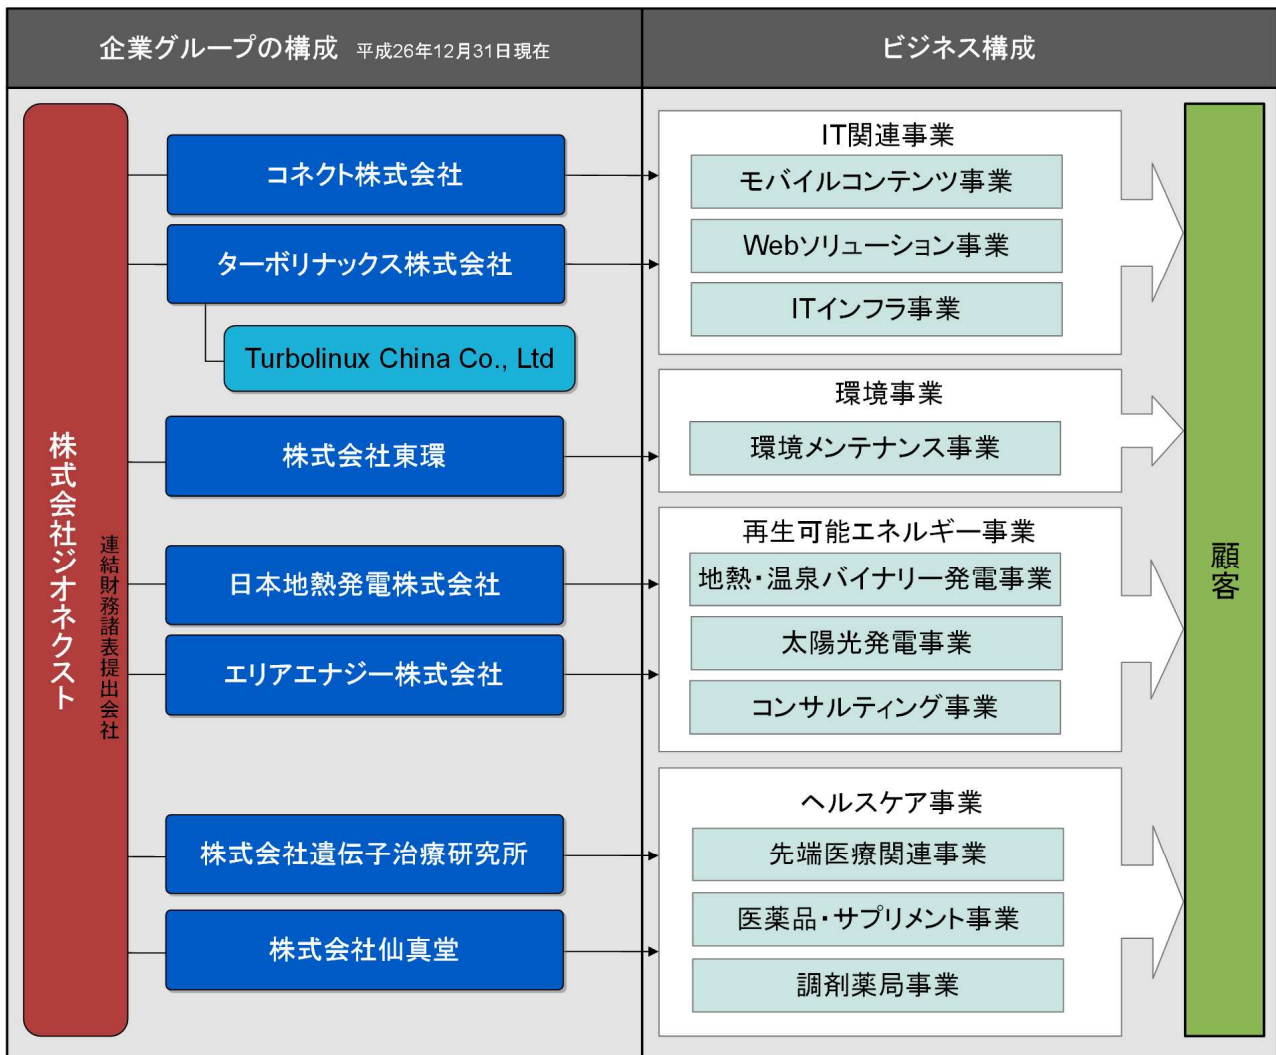 企業グループの構成 平成26年12月31日現在
ビジネス構成
株式会社ジオネクスト
連結財務諸表提出会社
コネクト株式会社
ターボリナックス株式会社
Turbolinux China Co., Ltd
株式会社東環
日本地熱発電株式会社
エリアエナジー株式会社
株式会社遺伝子治療研究所
株式会社仙真堂
IT関連事業
モバイルコンテンツ事業
Webソリューション事業
ITインフラ事業
環境事業
環境メンテナンス事業
再生可能エネルギー事業
地熱・温泉バイナリー発電事業
太陽光発電事業
コンサルティング事業
ヘルスケア事業
先端医療関連事業
医薬品・サプリメント事業
調剤薬局事業
顧客